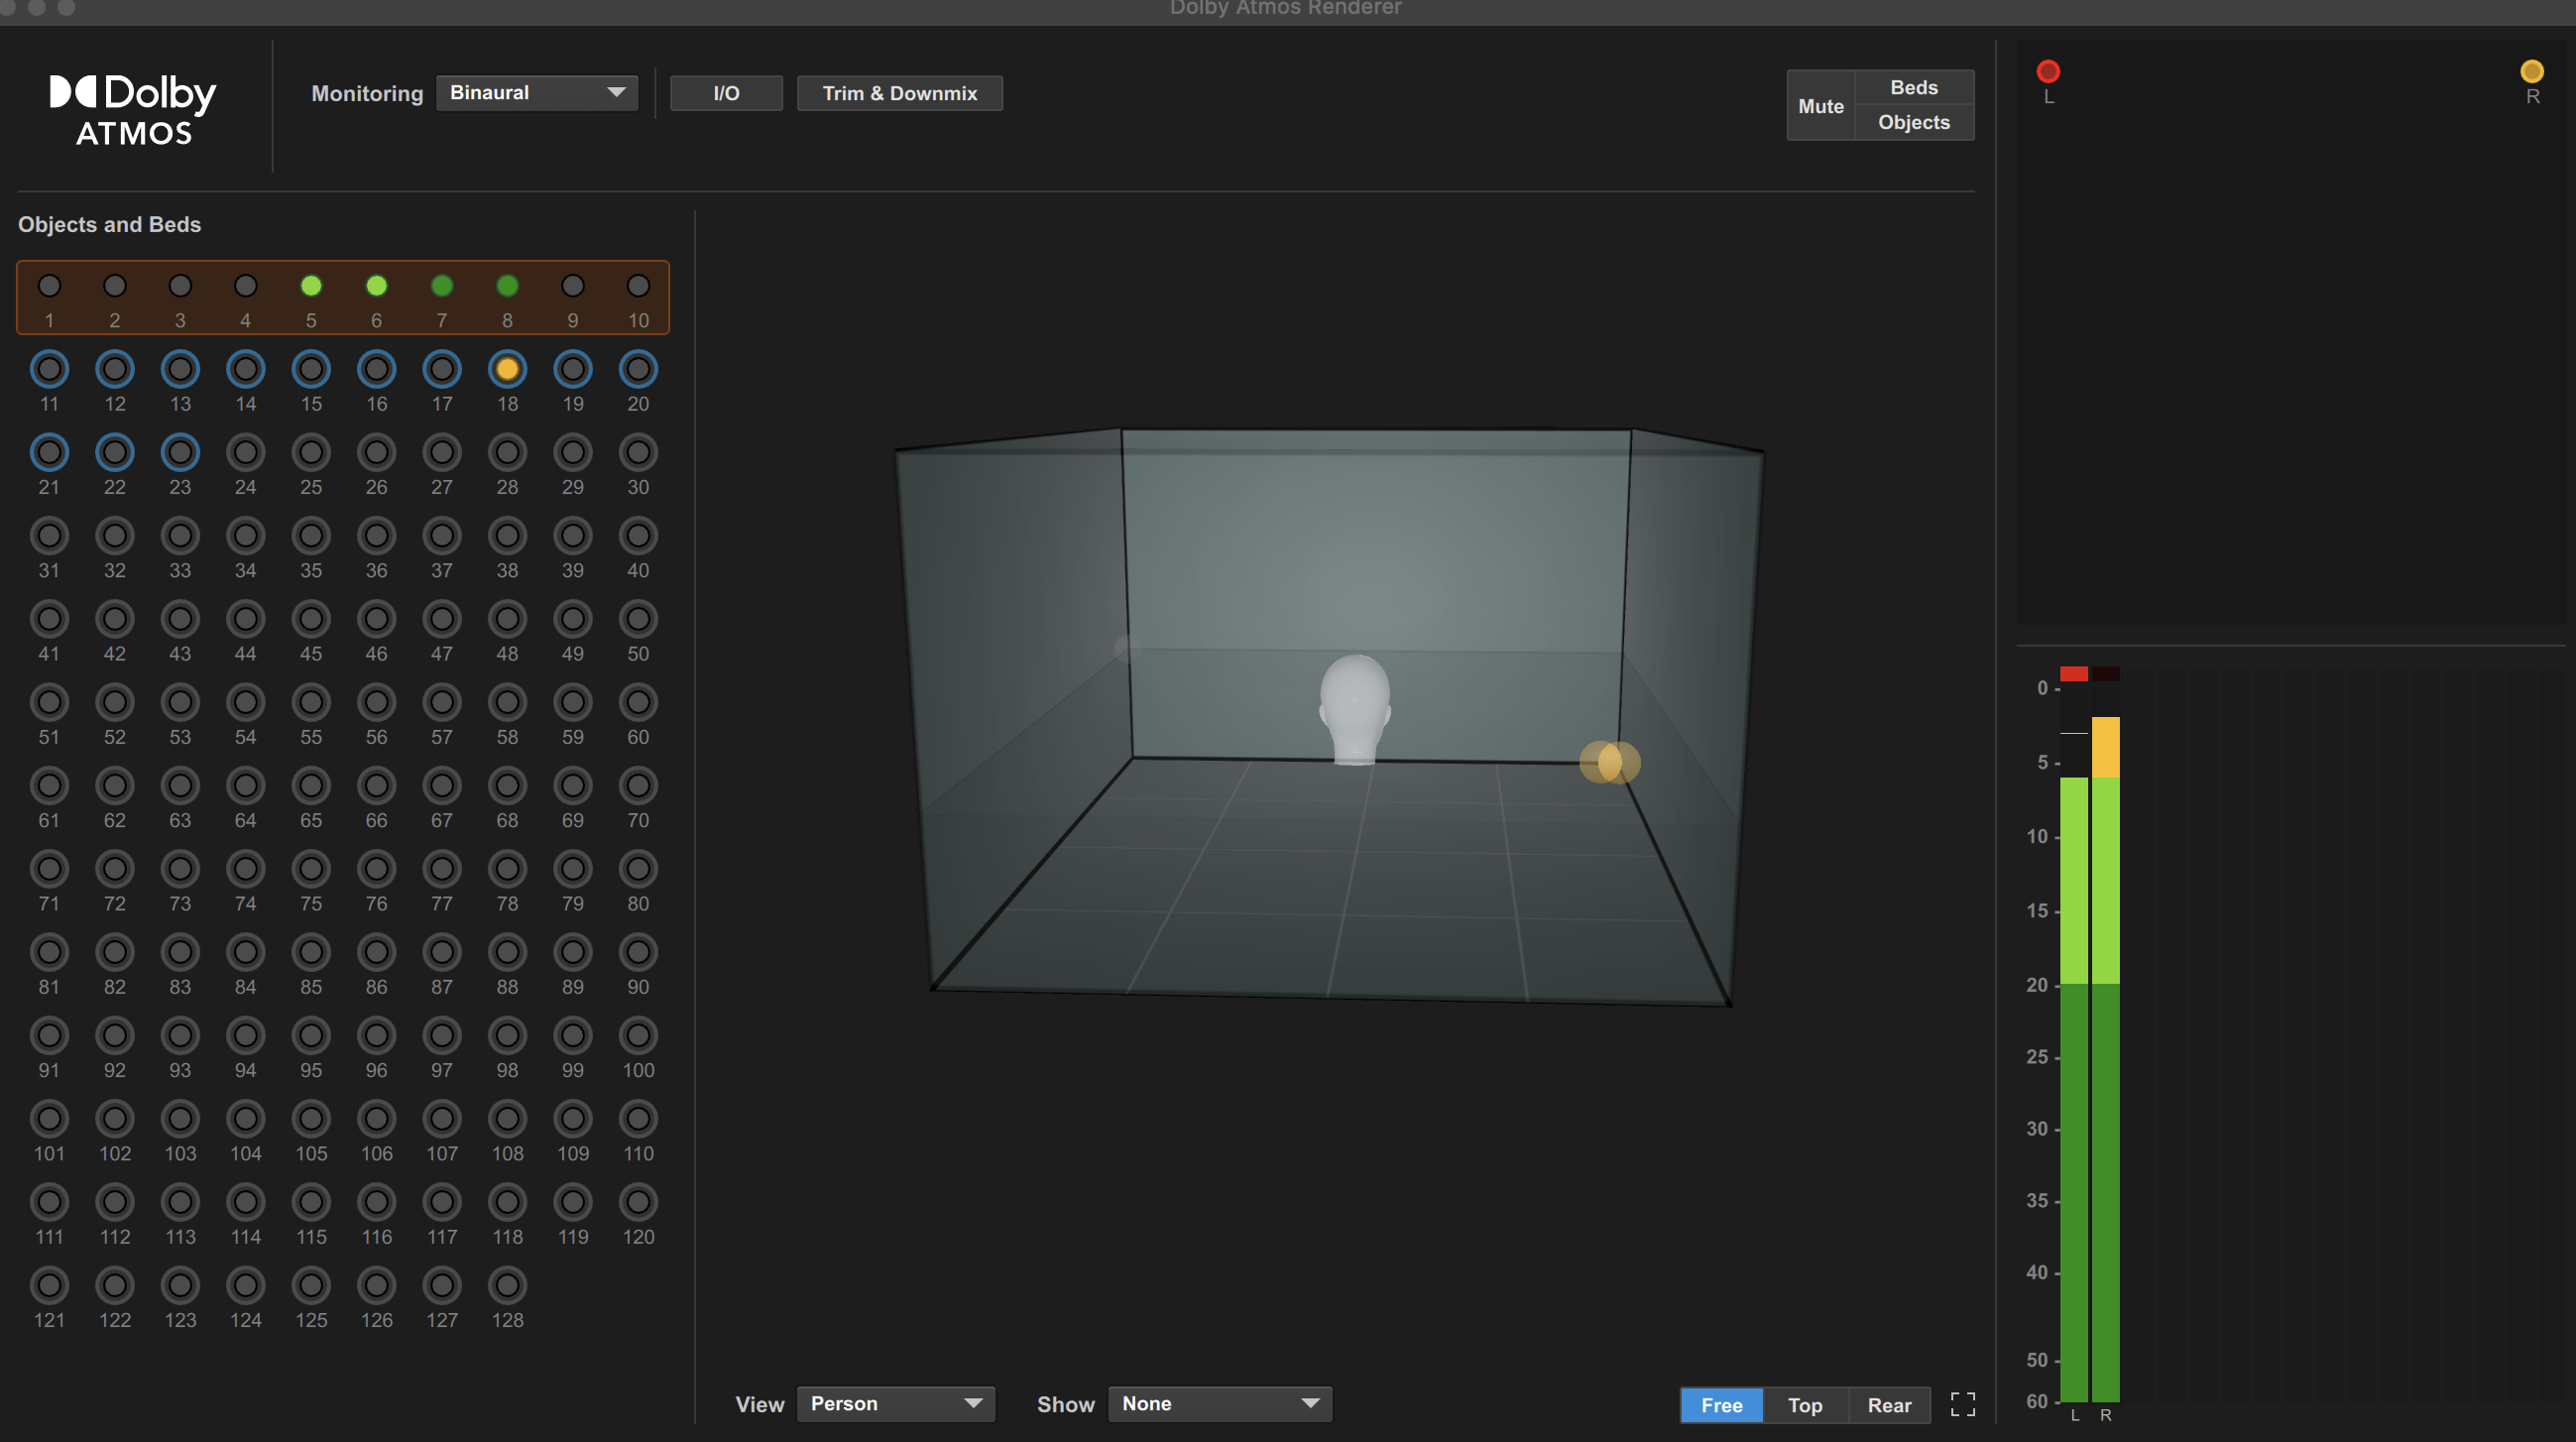 Dolby Atmos Renderer
Dolby
ATMOS
Monitoring Binaural I/O Trim & Downmix
Mute Beds
Objects
L R
Objects and Beds
1 2 3 4 5 6 7 8 9 10
11 12 13 14 15 16 17 18 19 20
21 22 23 24 25 26 27 28 29 30
31 32 33 34 35 36 37 38 39 40
41 42 43 44 45 46 47 48 49 50
51 52 53 54 55 56 57 58 59 60
61 62 63 64 65 66 67 68 69 70
71 72 73 74 75 76 77 78 79 80
81 82 83 84 85 86 87 88 89 90
91 92 93 94 95 96 97 98 99 100
101 102 103 104 105 106 107 108 109 110
111 112 113 114 115 116 117 118 119 120
121 122 123 124 125 126 127 128
View Person Show None Free Top Rear
0
5
10
15
20
25
30
35
40
50
60
L R